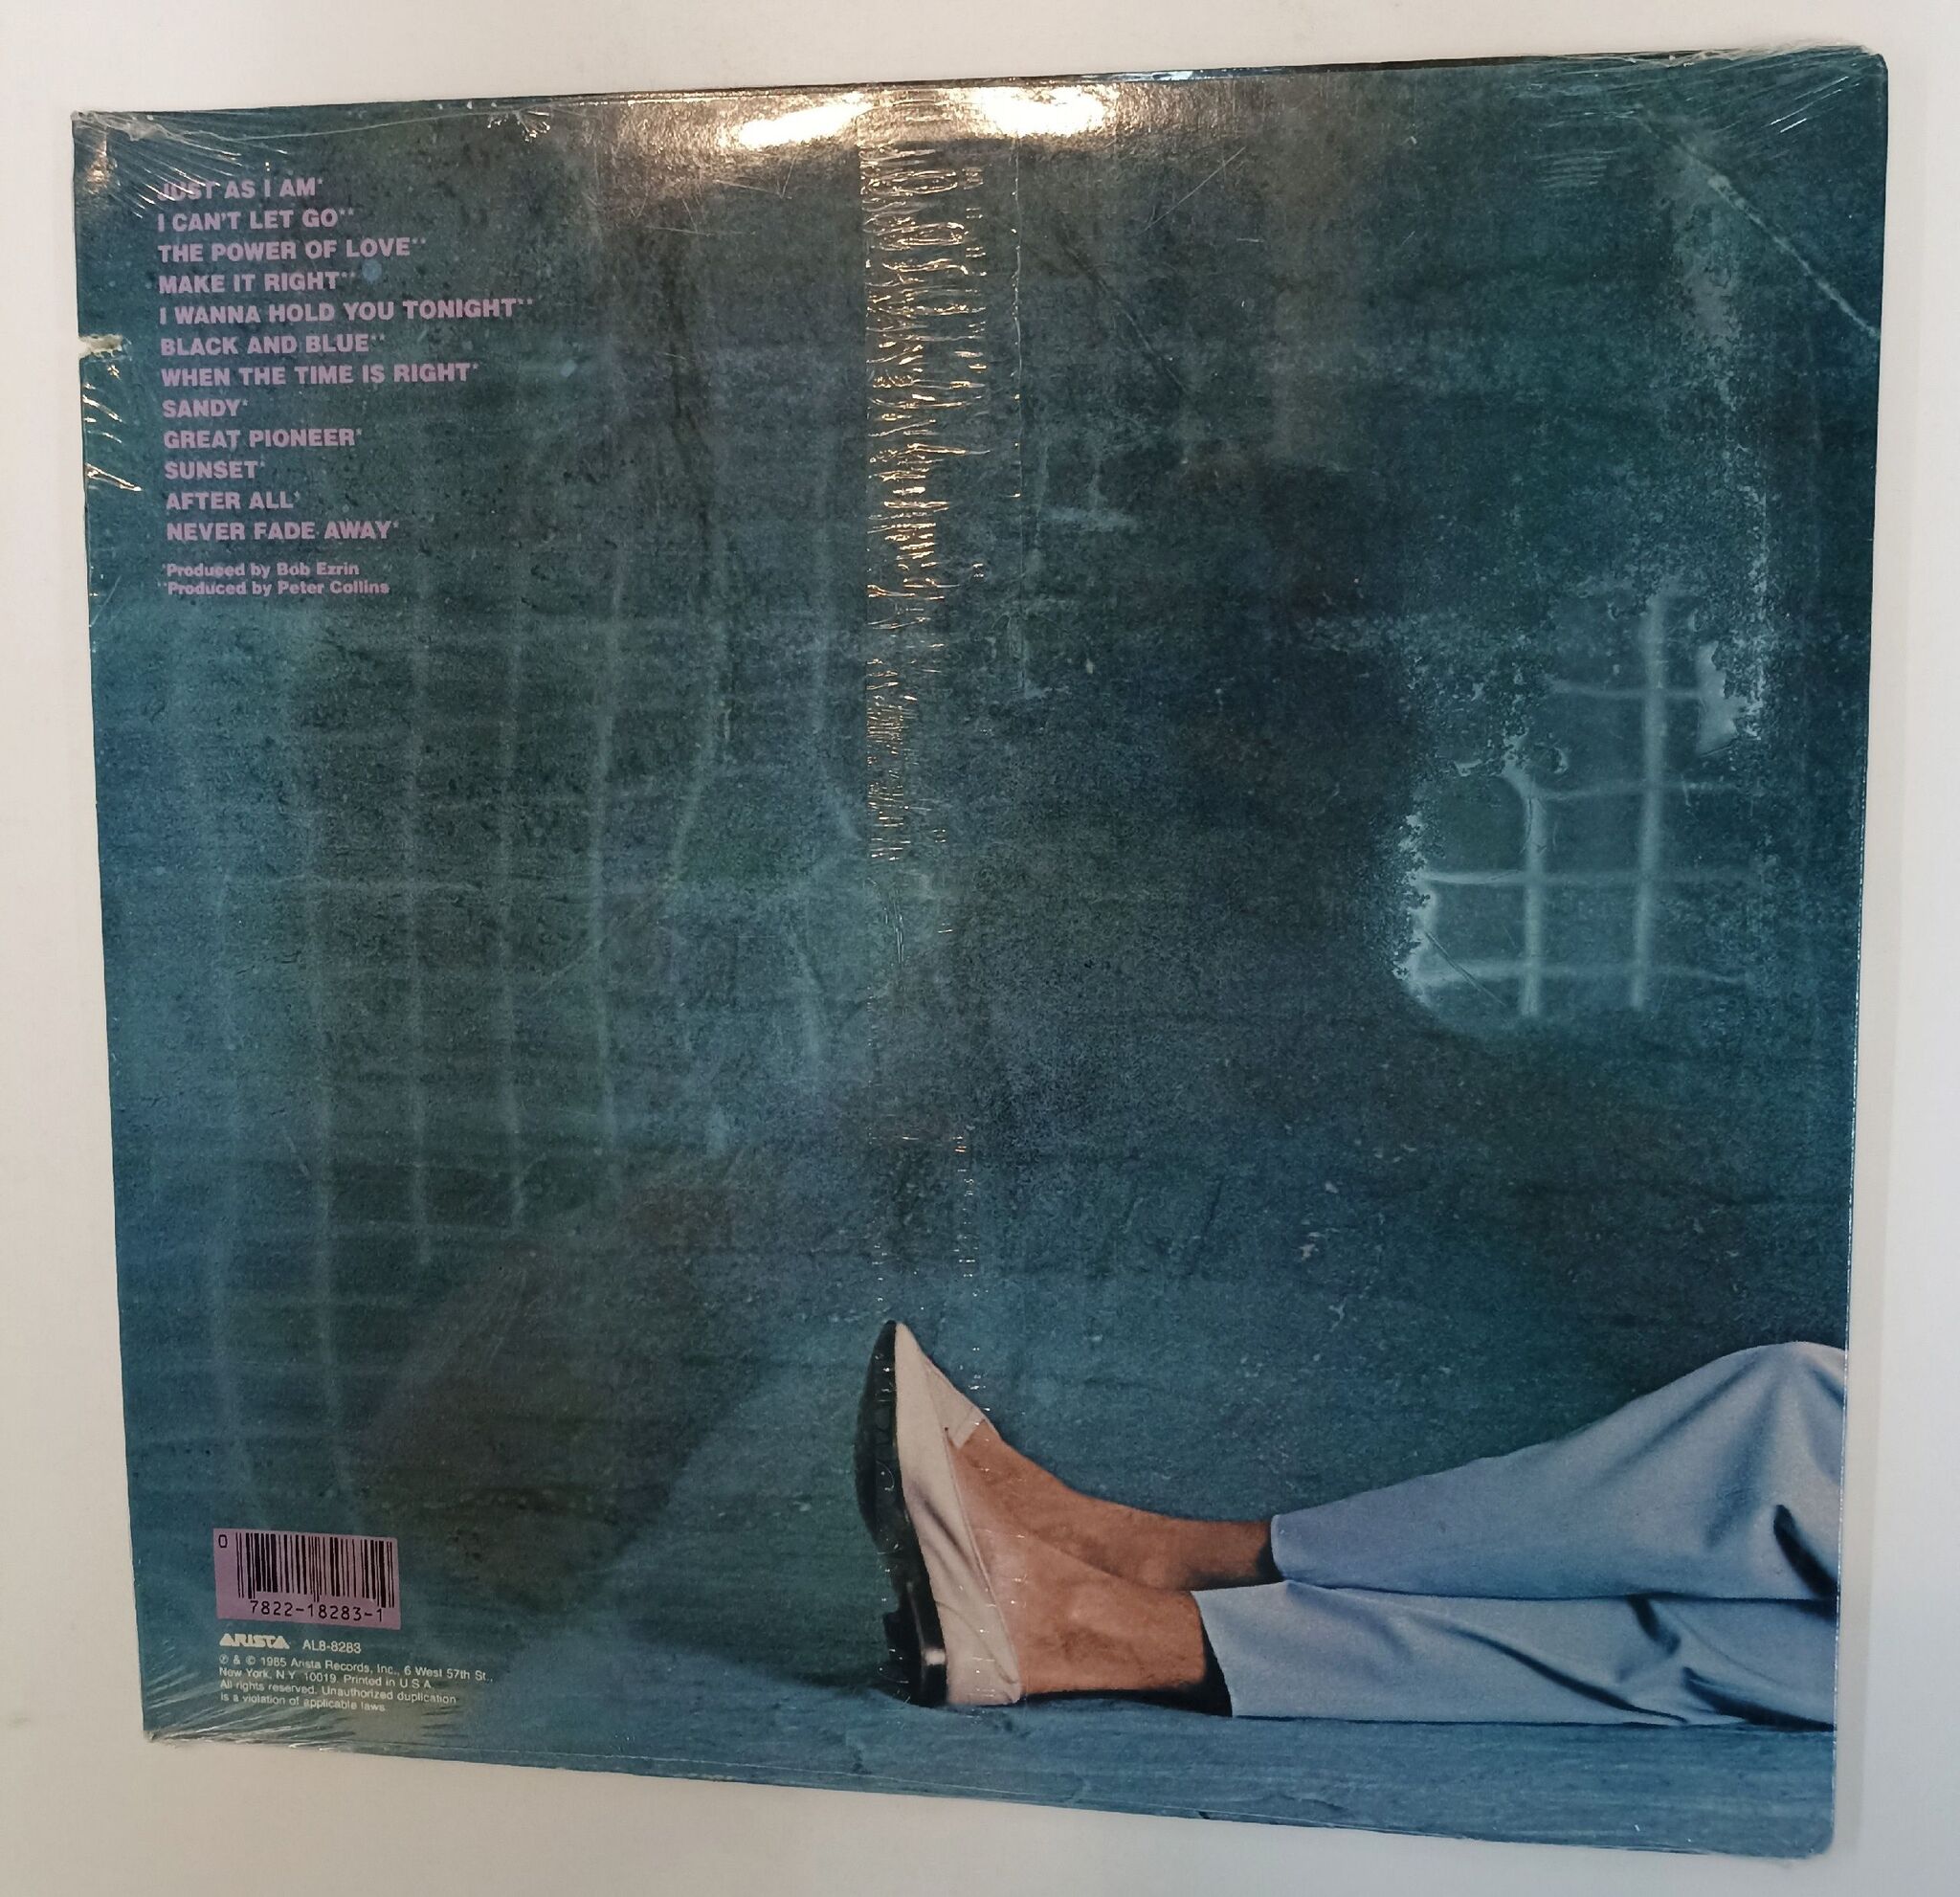 JUST AS I AM*
I CAN'T LET GO**
THE POWER OF LOVE**
MAKE IT RIGHT**
I WANNA HOLD YOU TONIGHT**
BLACK AND BLUE**
WHEN THE TIME IS RIGHT*
SANDY*
GREAT PIONEER*
SUNSET*
AFTER ALL*
NEVER FADE AWAY*
*Produced by Bob Ezrin
**Produced by Peter Collins
0
7822-18283-1
ARISTA AL8-8283
℗ & © 1985 Arista Records, Inc., 6 West 57th St.,
New York, N.Y. 10019. Printed in U.S.A.
All rights reserved. Unauthorized duplication
is a violation of applicable laws.